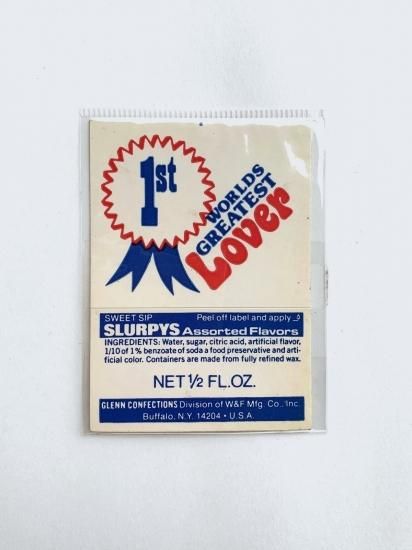 1st
WORLDS
GREATEST
Lover
SWEET SIP Peel off label and apply
SLURPYS Assorted Flavors
INGREDIENTS: Water, sugar, citric acid, artificial flavor,
1/10 of 1% benzoate of soda a food preservative and arti-
ficial color. Containers are made from fully refined wax.
NET ½ FL. OZ.
GLENN CONFECTIONS Division of W&F Mfg. Co., Inc.
Buffalo, N.Y. 14204 • U.S.A.